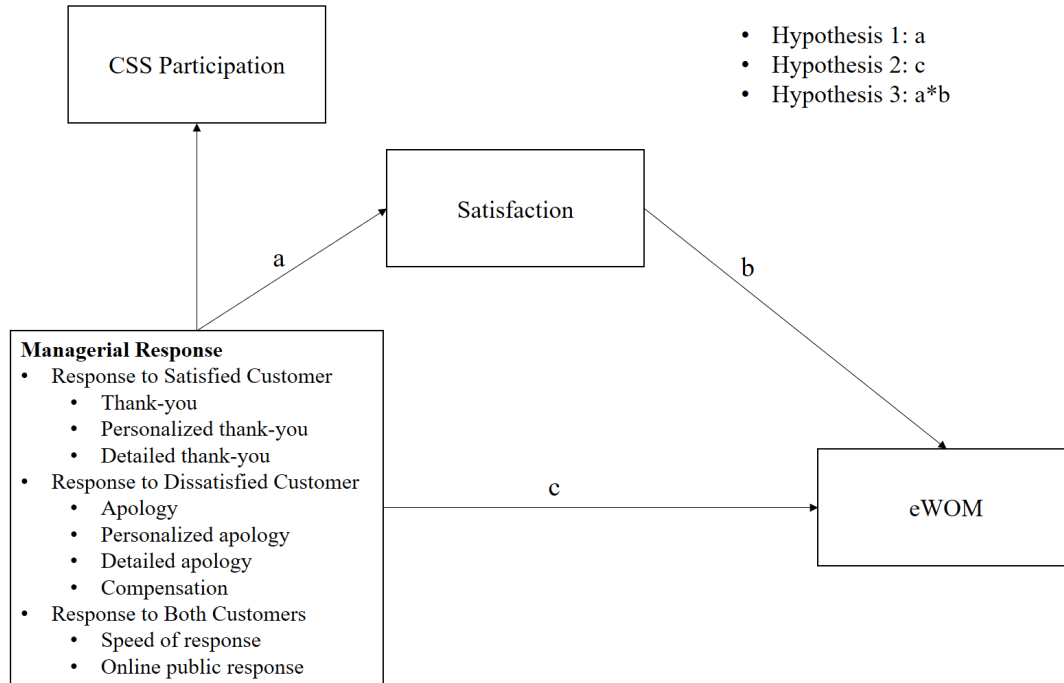 CSS Participation
• Hypothesis 1: a
• Hypothesis 2: c
• Hypothesis 3: a*b
Satisfaction
a
b
Managerial Response
• Response to Satisfied Customer
• Thank-you
• Personalized thank-you
• Detailed thank-you
• Response to Dissatisfied Customer
• Apology
• Personalized apology
• Detailed apology
• Compensation
• Response to Both Customers
• Speed of response
• Online public response
c
eWOM